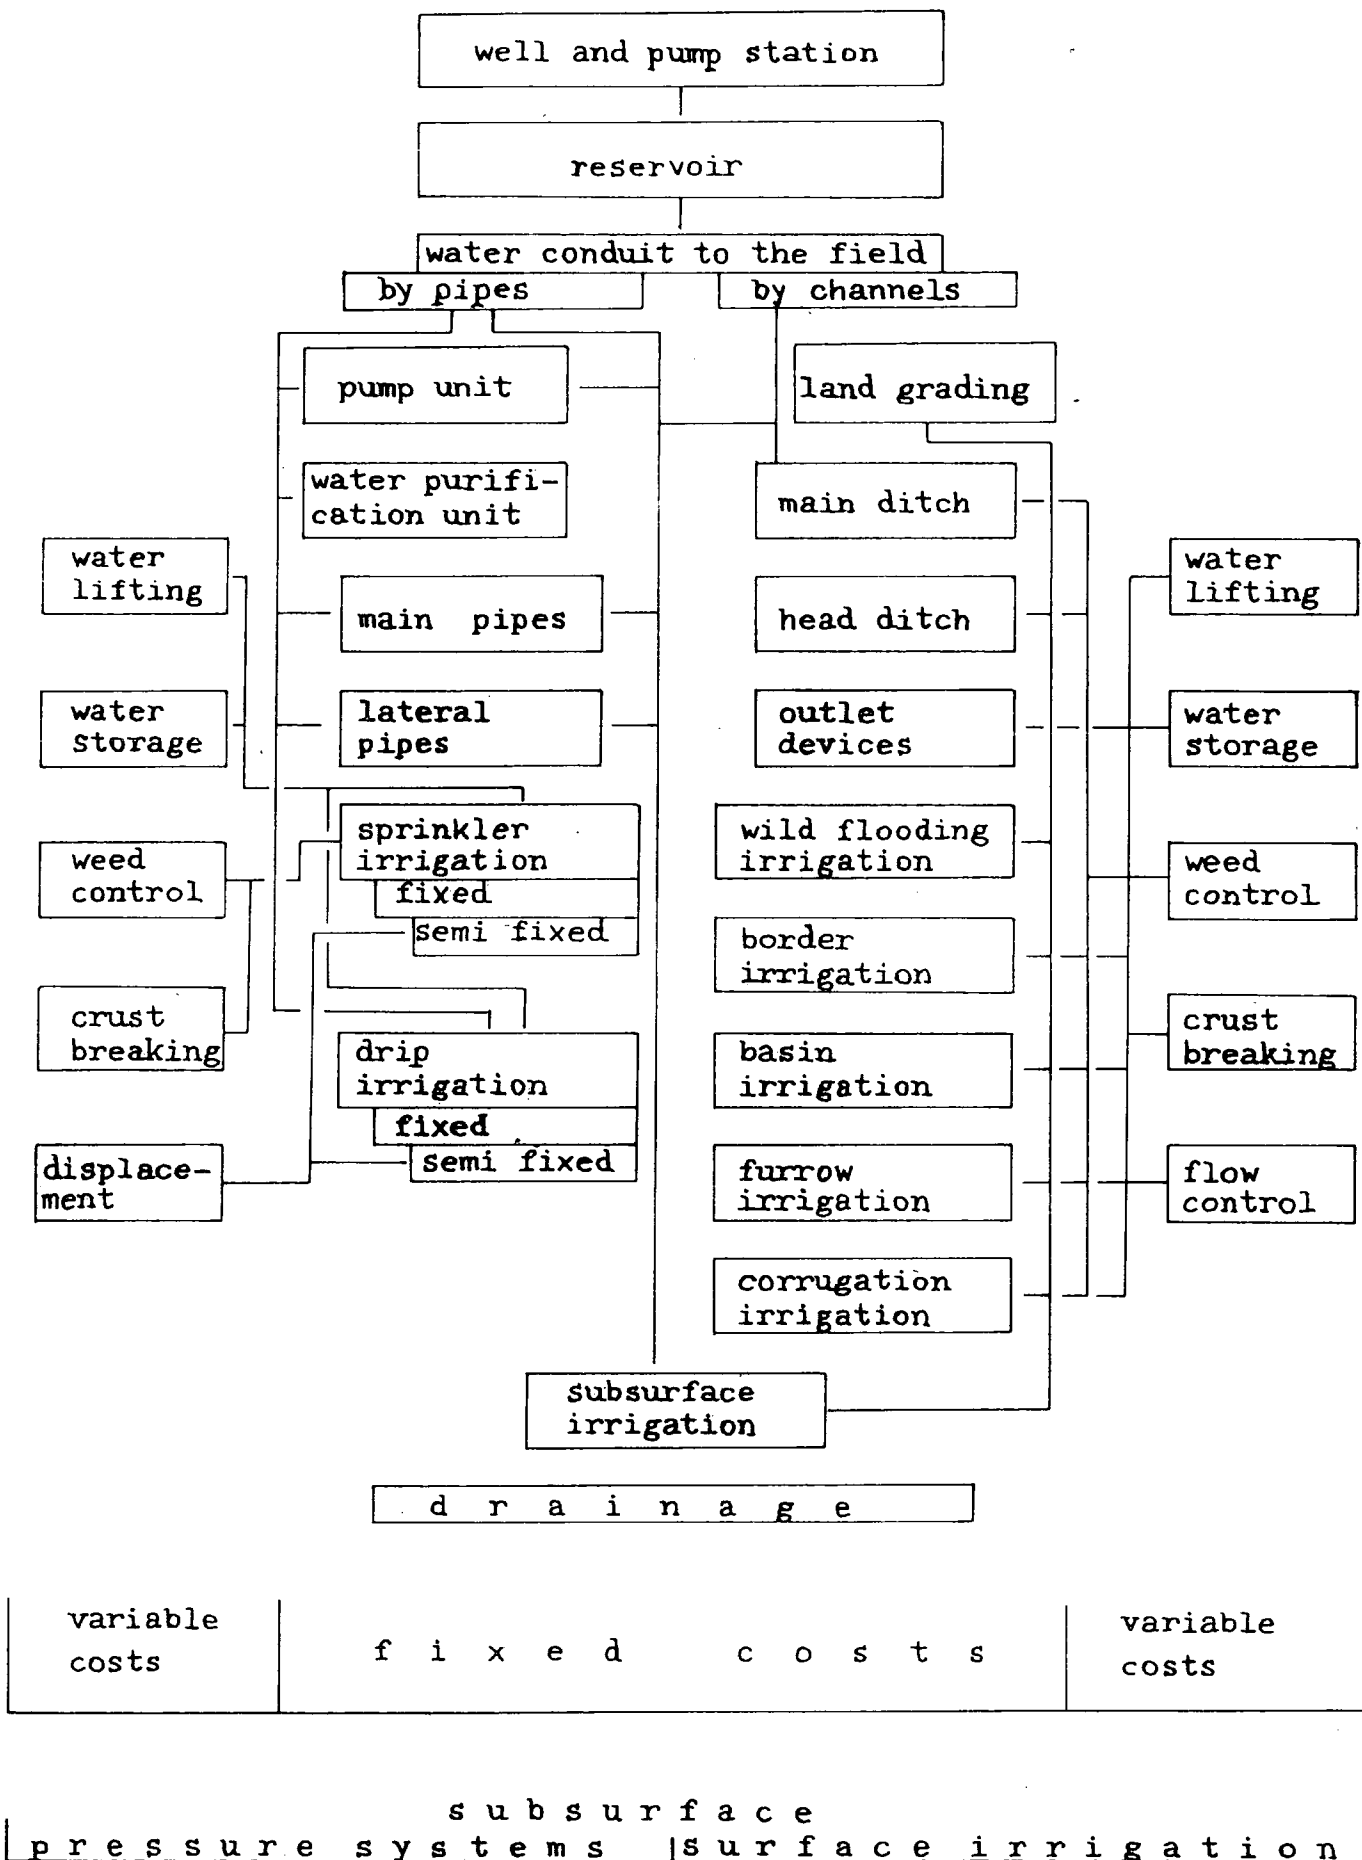 well and pump station
reservoir
water conduit to the field
by pipes
by channels
pump unit
land grading
water purifi-
cation unit
main ditch
water
lifting
main pipes
head ditch
water
lifting
water
storage
lateral
pipes
outlet
devices
water
storage
sprinkler
irrigation
fixed
semi fixed
wild flooding
irrigation
weed
control
weed
control
border
irrigation
crust
breaking
drip
irrigation
fixed
semi fixed
basin
irrigation
crust
breaking
displace-
ment
furrow
irrigation
flow
control
corrugation
irrigation
subsurface
irrigation
d r a i n a g e
variable
costs
f i x e d c o s t s
variable
costs
s u b s u r f a c e
p r e s s u r e s y s t e m s
s u r f a c e i r r i g a t i o n